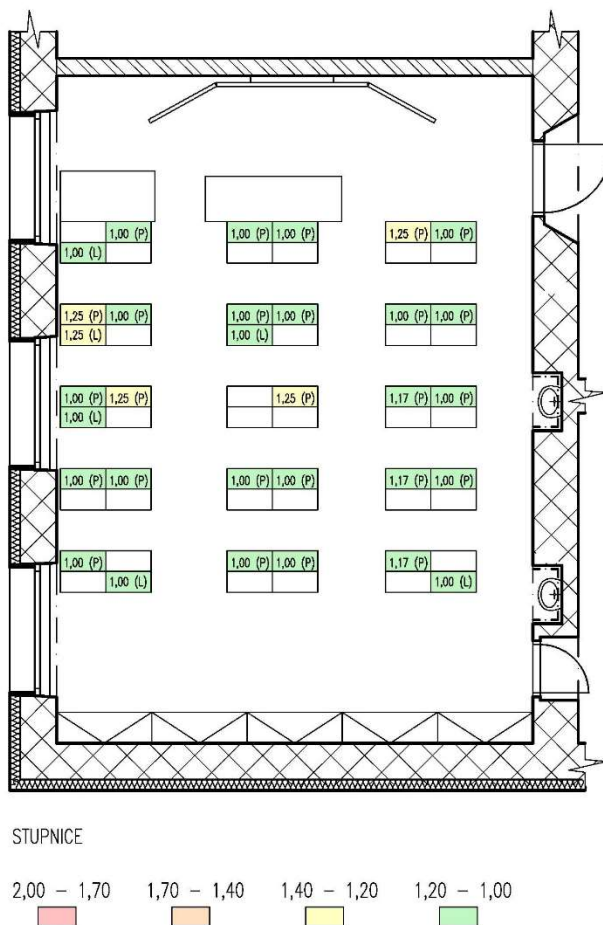 1,00 (P) 1,00 (P) 1,00 (P) 1,25 (P) 1,00 (P)
1,00 (L)
1,25 (P) 1,00 (P) 1,00 (P) 1,00 (P) 1,00 (P) 1,00 (P)
1,25 (L) 1,00 (L)
1,00 (P) 1,25 (P) 1,25 (P) 1,17 (P) 1,00 (P)
1,00 (L)
1,00 (P) 1,00 (P) 1,00 (P) 1,00 (P) 1,17 (P) 1,00 (P)
1,00 (P) 1,00 (P) 1,00 (P) 1,17 (P)
1,00 (L) 1,00 (L)
STUPNICE
2,00 – 1,70 1,70 – 1,40 1,40 – 1,20 1,20 – 1,00